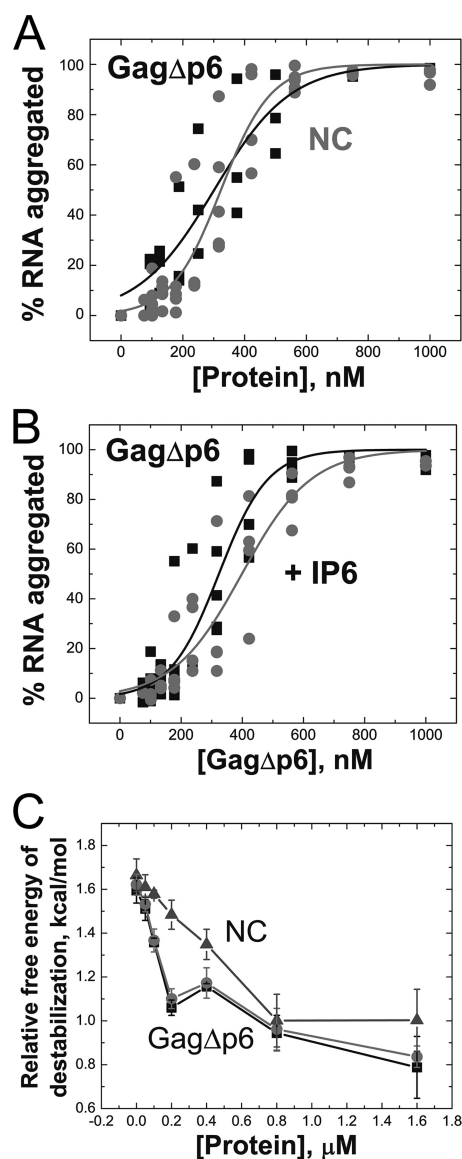 A
GagΔp6
NC
% RNA aggregated
100
80
60
40
20
0
0 200 400 600 800 1000
[Protein], nM
B
GagΔp6
+ IP6
% RNA aggregated
100
80
60
40
20
0
0 200 400 600 800 1000
[GagΔp6], nM
C
Relative free energy of
destabilization, kcal/mol
1.8
1.6
1.4
1.2
1.0
0.8
0.6
NC
GagΔp6
-0.2 0.0 0.2 0.4 0.6 0.8 1.0 1.2 1.4 1.6 1.8
[Protein], μM